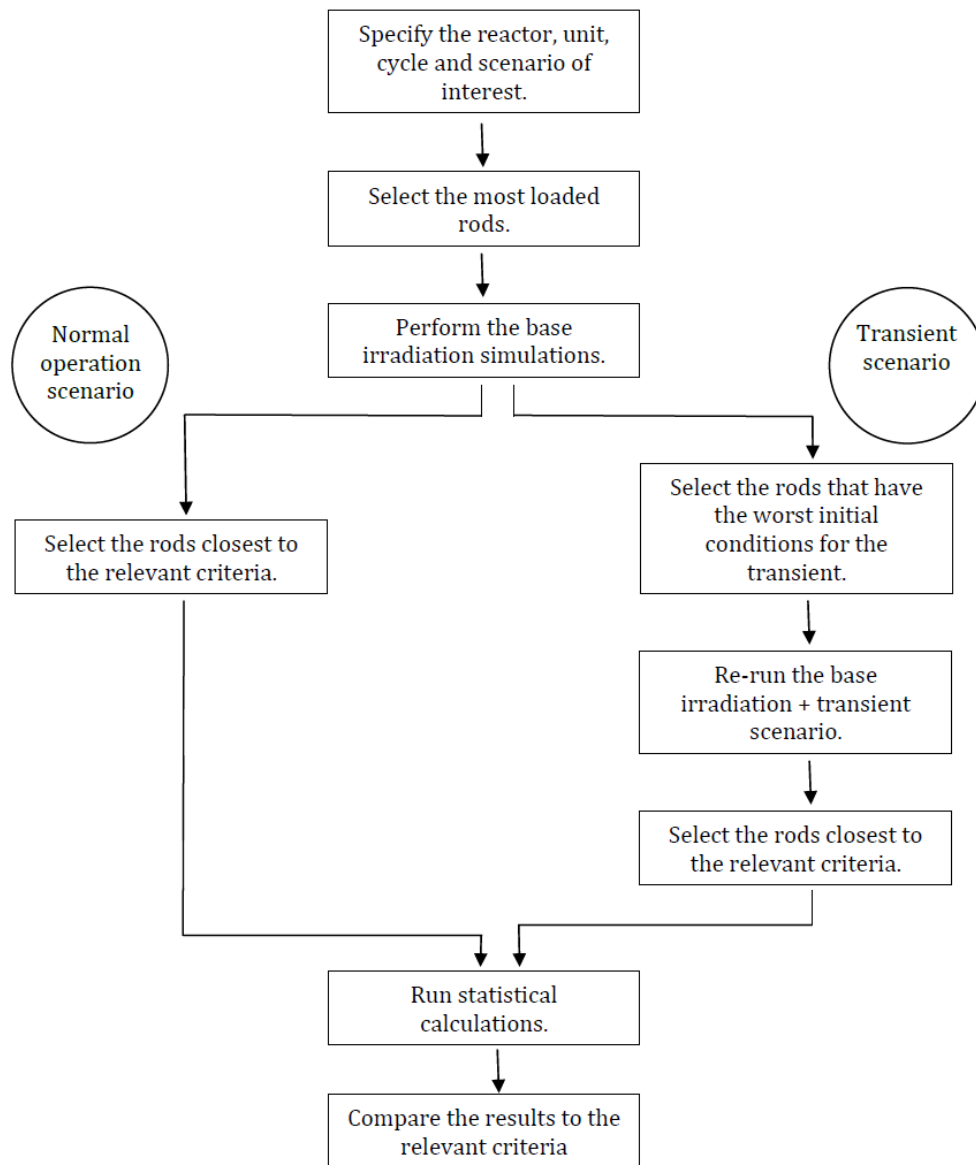 Specify the reactor, unit,
cycle and scenario of
interest.
Select the most loaded
rods.
Perform the base
irradiation simulations.
Normal
operation
scenario
Transient
scenario
Select the rods closest to
the relevant criteria.
Select the rods that have
the worst initial
conditions for the
transient.
Re-run the base
irradiation + transient
scenario.
Select the rods closest to
the relevant criteria.
Run statistical
calculations.
Compare the results to the
relevant criteria